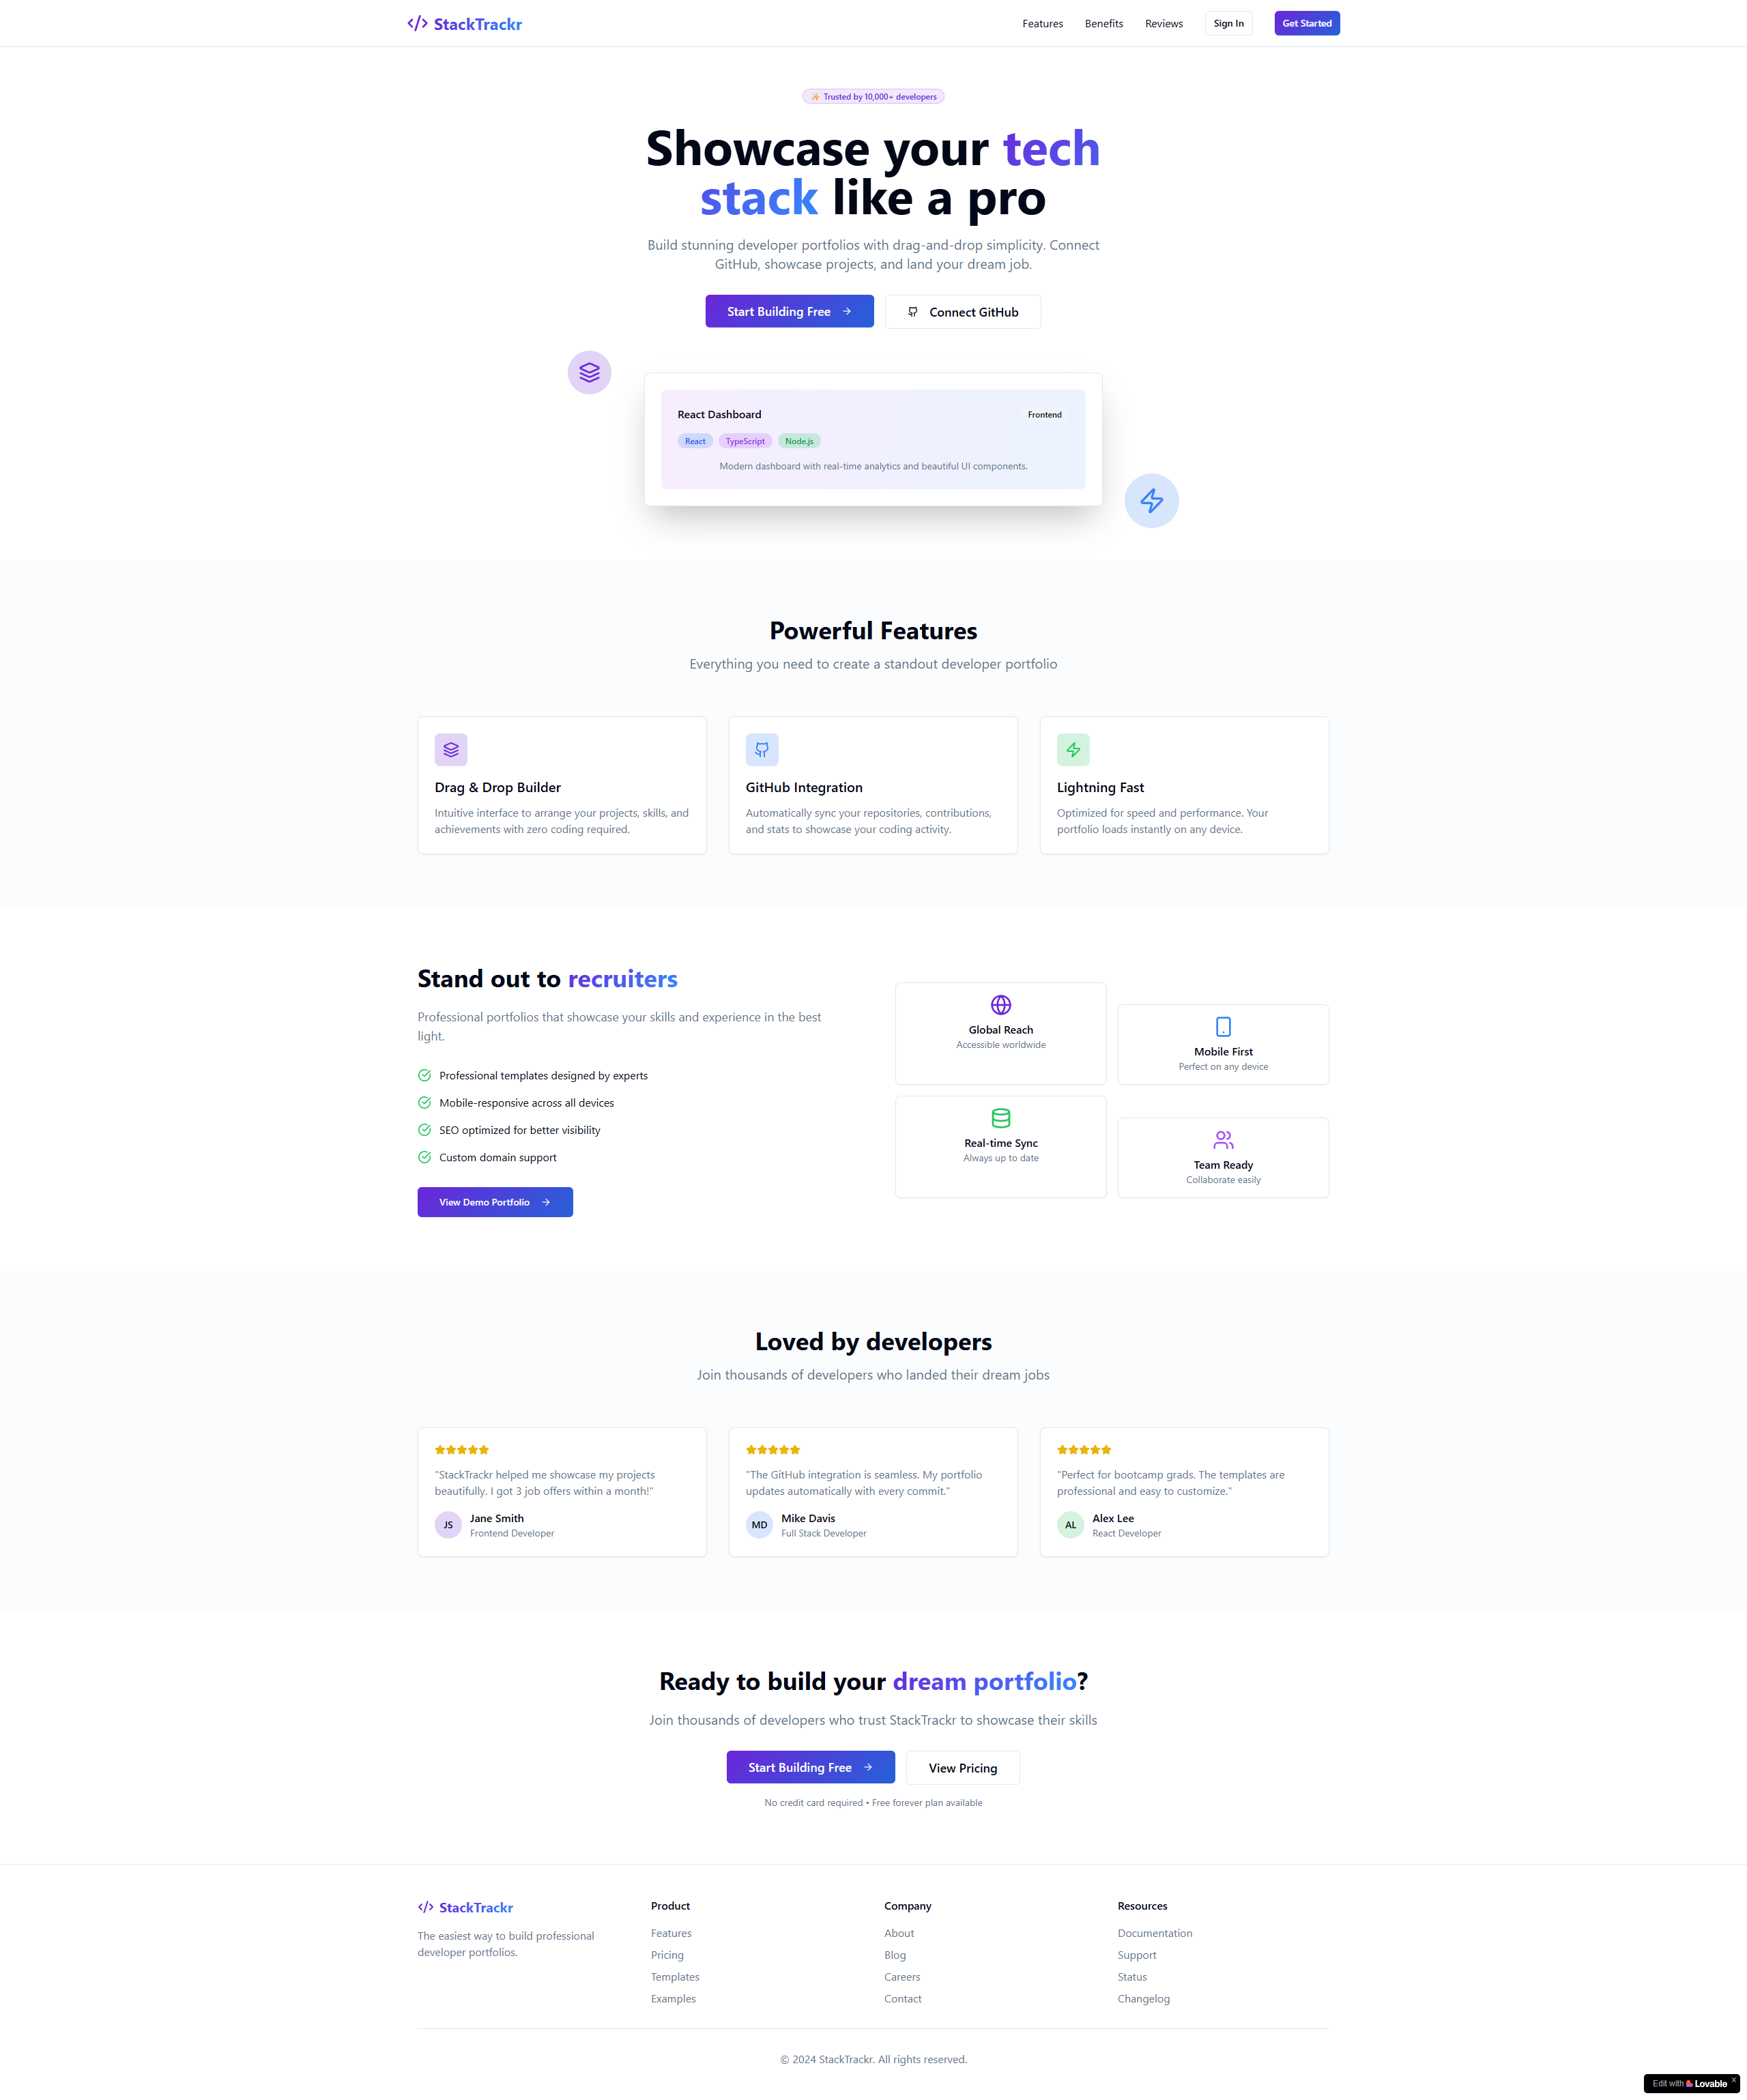 StackTrackr
Features
Benefits
Reviews
Sign In
Get Started
✨ Trusted by 10,000+ developers
Showcase your tech
stack like a pro
Build stunning developer portfolios with drag-and-drop simplicity. Connect
GitHub, showcase projects, and land your dream job.
Start Building Free
Connect GitHub
React Dashboard
Frontend
React
TypeScript
Node.js
Modern dashboard with real-time analytics and beautiful UI components.
Powerful Features
Everything you need to create a standout developer portfolio
Drag & Drop Builder
Intuitive interface to arrange your projects, skills, and
achievements with zero coding required.
GitHub Integration
Automatically sync your repositories, contributions,
and stats to showcase your coding activity.
Lightning Fast
Optimized for speed and performance. Your
portfolio loads instantly on any device.
Stand out to recruiters
Professional portfolios that showcase your skills and experience in the best
light.
Professional templates designed by experts
Mobile-responsive across all devices
SEO optimized for better visibility
Custom domain support
View Demo Portfolio
Global Reach
Accessible worldwide
Mobile First
Perfect on any device
Real-time Sync
Always up to date
Team Ready
Collaborate easily
Loved by developers
Join thousands of developers who landed their dream jobs
"StackTrackr helped me showcase my projects
beautifully. I got 3 job offers within a month!"
JS
Jane Smith
Frontend Developer
"The GitHub integration is seamless. My portfolio
updates automatically with every commit."
MD
Mike Davis
Full Stack Developer
"Perfect for bootcamp grads. The templates are
professional and easy to customize."
AL
Alex Lee
React Developer
Ready to build your dream portfolio?
Join thousands of developers who trust StackTrackr to showcase their skills
Start Building Free
View Pricing
No credit card required • Free forever plan available
StackTrackr
The easiest way to build professional
developer portfolios.
Product
Features
Pricing
Templates
Examples
Company
About
Blog
Careers
Contact
Resources
Documentation
Support
Status
Changelog
© 2024 StackTrackr. All rights reserved.
Edit with Lovable X